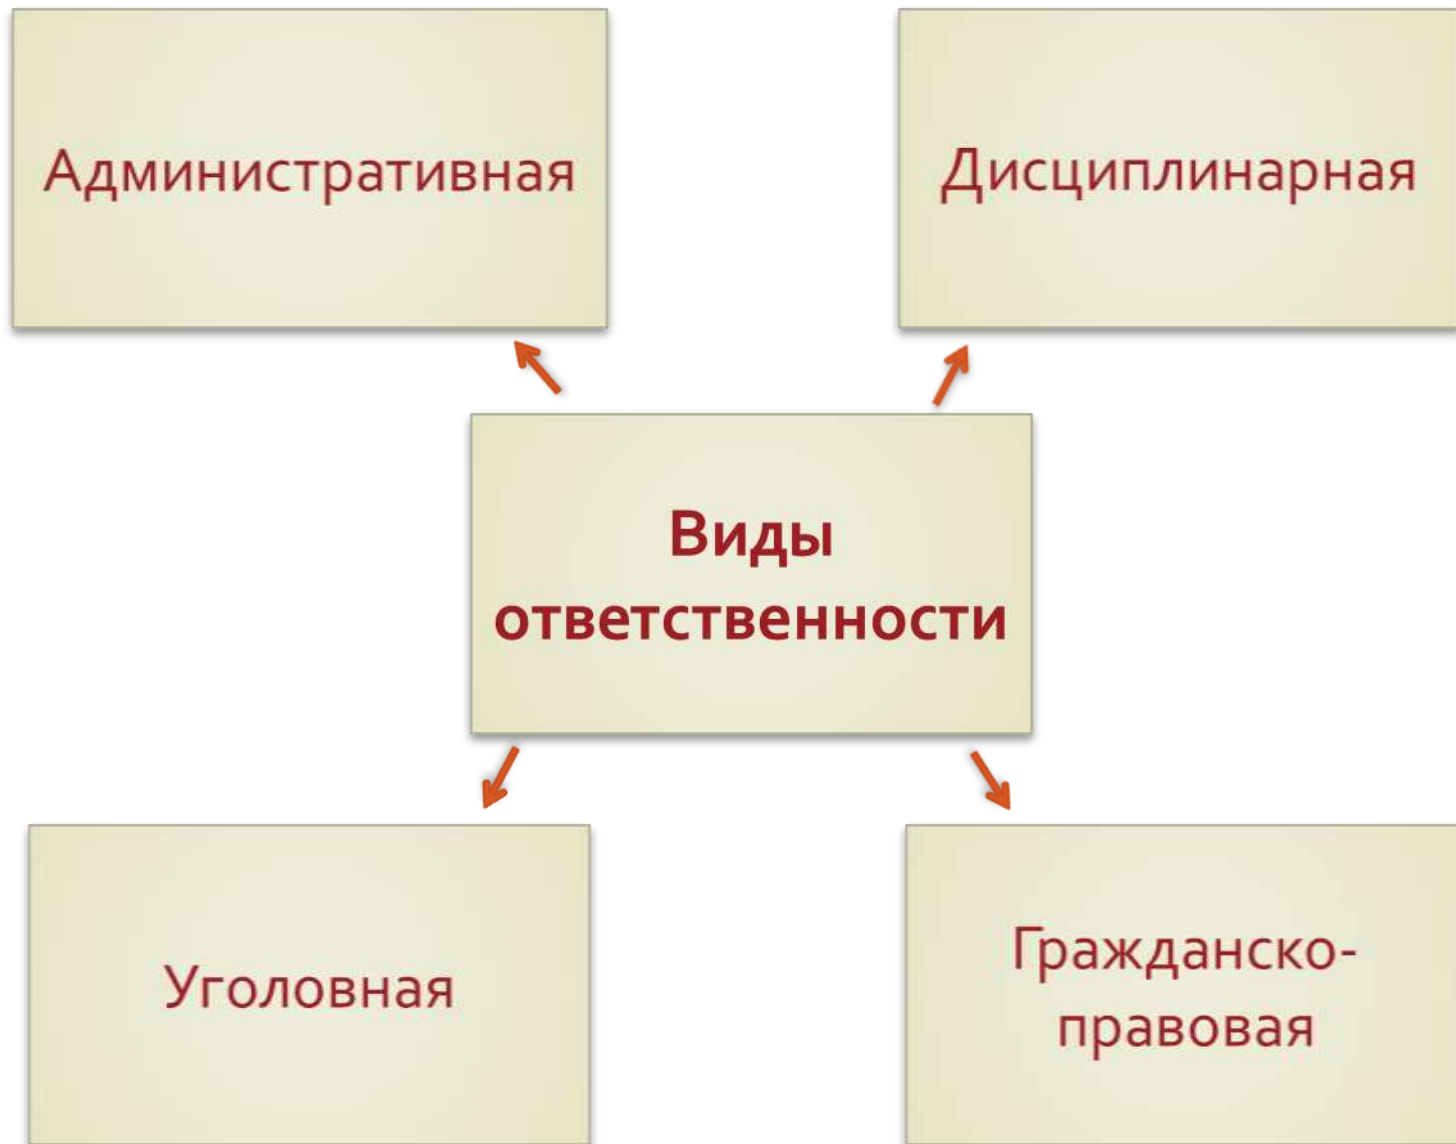 Административная
Дисциплинарная
Виды
ответственности
Уголовная
Гражданско-
правовая